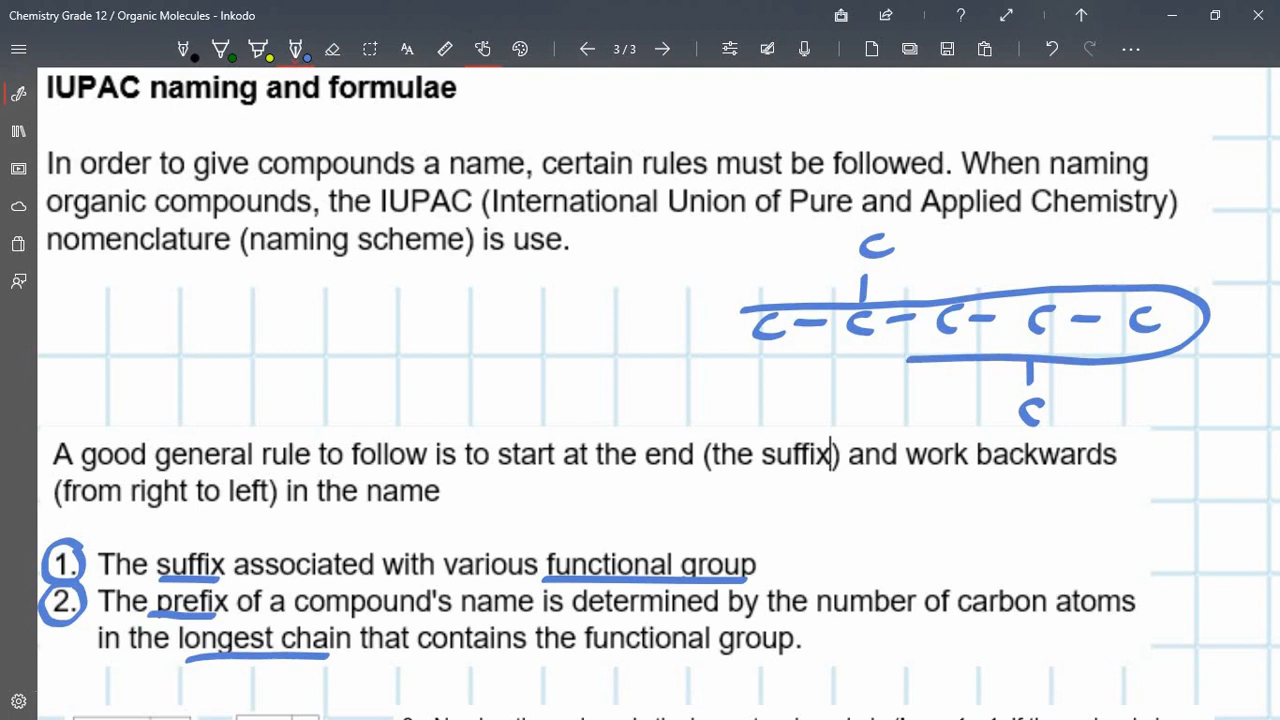 Chemistry Grade 12 / Organic Molecules - Inkodo
3 / 3
IUPAC naming and formulae
In order to give compounds a name, certain rules must be followed. When naming
organic compounds, the IUPAC (International Union of Pure and Applied Chemistry)
nomenclature (naming scheme) is use.
C
C - C - C - C - C
C
A good general rule to follow is to start at the end (the suffix) and work backwards
(from right to left) in the name
1. The suffix associated with various functional group
2. The prefix of a compound's name is determined by the number of carbon atoms
in the longest chain that contains the functional group.